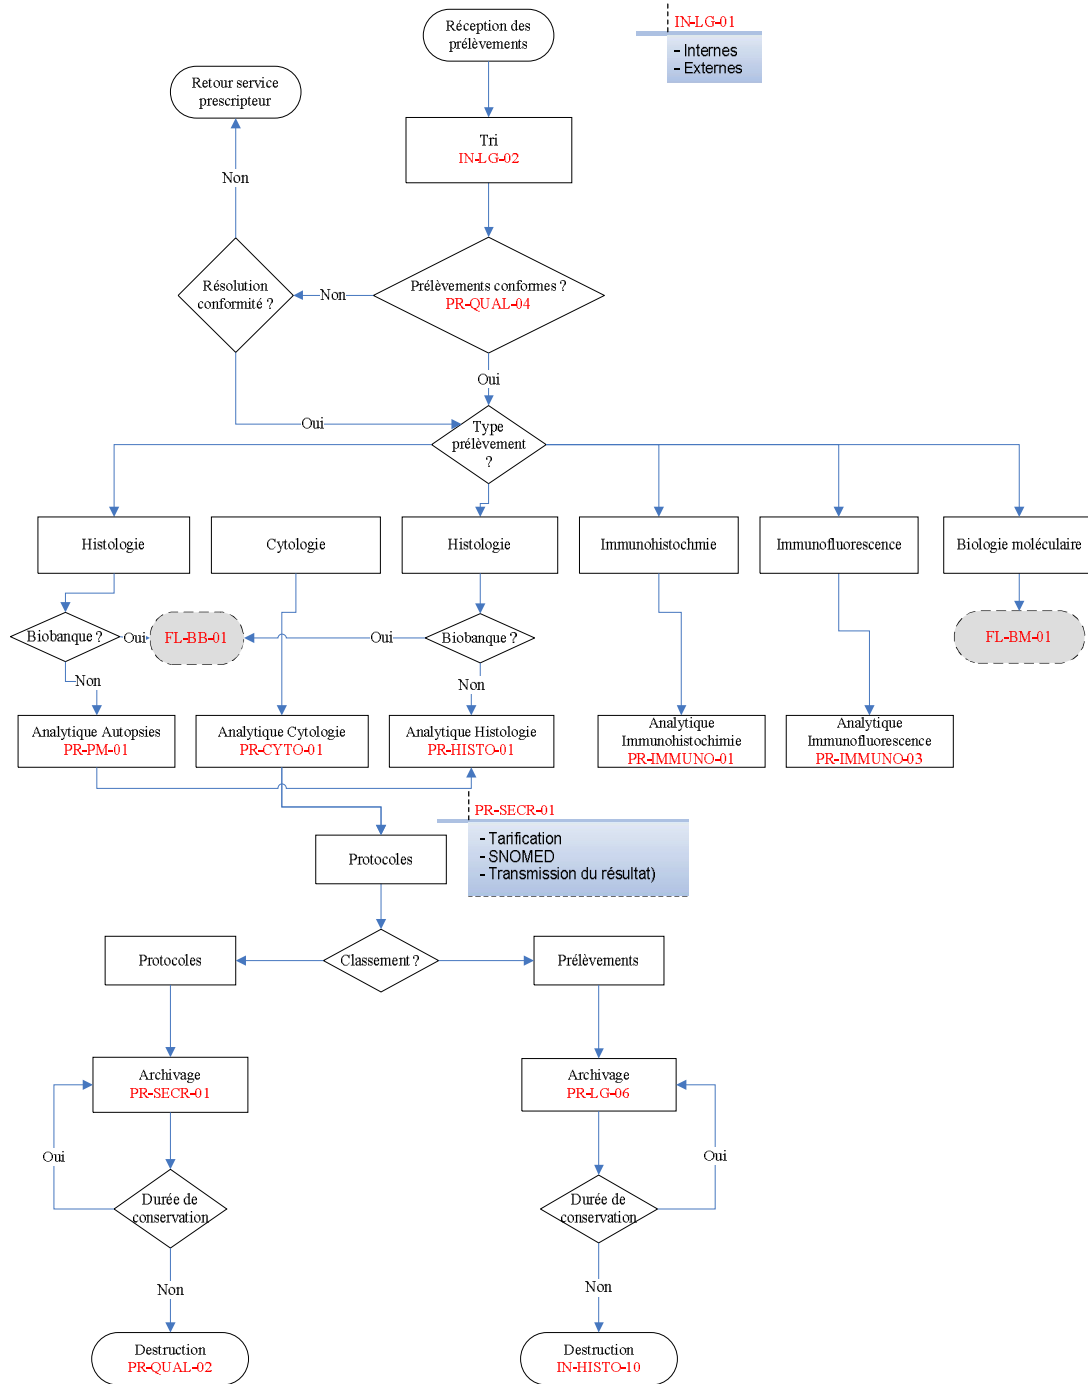 Réception des
prélèvements
IN-LG-01
- Internes
- Externes
Retour service
prescripteur
Tri
IN-LG-02
Non
Résolution
conformité ?
Non
Prélèvements conformes ?
PR-QUAL-04
Oui
Oui
Type
prélèvement
?
Histologie
Cytologie
Histologie
Immunohistochmie
Immunofluorescence
Biologie moléculaire
Biobanque ?
Oui
FL-BB-01
Oui
Biobanque ?
FL-BM-01
Non
Non
Analytique Autopsies
PR-PM-01
Analytique Cytologie
PR-CYTO-01
Analytique Histologie
PR-HISTO-01
Analytique
Immunohistochimie
PR-IMMUNO-01
Analytique
Immunofluorescence
PR-IMMUNO-03
PR-SECR-01
- Tarification
- SNOMED
- Transmission du résultat)
Protocoles
Protocoles
Classement ?
Prélèvements
Archivage
PR-SECR-01
Archivage
PR-LG-06
Oui
Oui
Durée de
conservation
Durée de
conservation
Non
Non
Destruction
PR-QUAL-02
Destruction
IN-HISTO-10